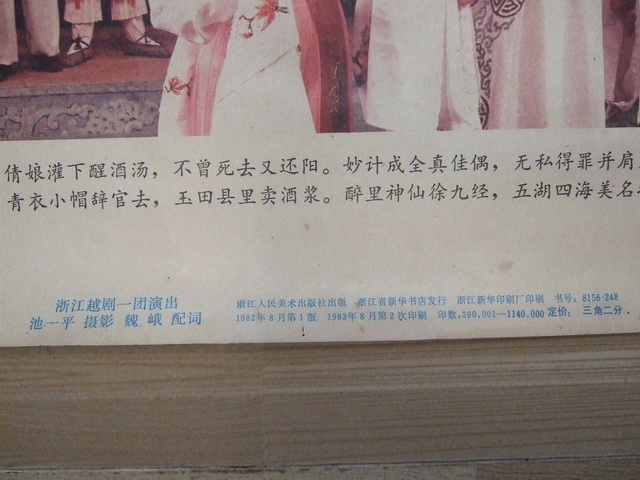 倩娘灌下醒酒汤，不曾死去又还阳。妙计成全真佳偶，无私得罪并肩
青衣小帽辞官去，玉田县里卖酒浆。醉里神仙徐九经，五湖四海美名
浙江越剧一团演出
池一平 摄影 魏峨 配词
浙江人民美术出版社出版 浙江省新华书店发行 浙江新华印刷厂印刷 书号：8156·248
1982年8月第1版 1983年8月第2次印刷 印数：390,001—1140.000 定价：三角二分